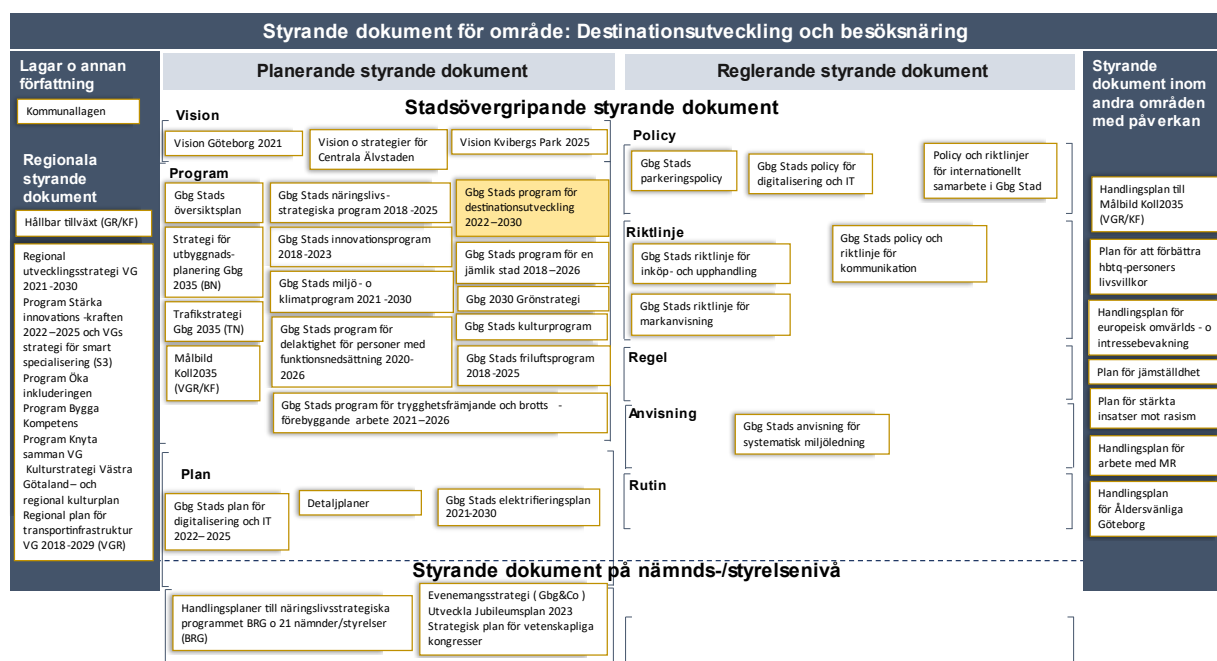 Styrande dokument för område: Destinationsutveckling och besöksnäring
Lagar o annan
författning
Kommunallagen
Regionala
styrande
dokument
Hållbar tillväxt (GR/KF)
Regional
utvecklingsstrategi VG
2021 -2030
Program Stärka
innovations -kraften
2022–2025 och VGs
strategi för smart
specialisering (S3)
Program Öka
inkluderingen
Program Bygga
Kompetens
Program Knyta
samman VG
Kulturstrategi Västra
Götaland– och
regional kulturplan
Regional plan för
transportinfrastruktur
VG 2018 -2029 (VGR)
Planerande styrande dokument
Reglerande styrande dokument
Stadsövergripande styrande dokument
Vision
Vision Göteborg 2021
Vision o strategier för
Centrala Älvstaden
Vision Kvibergs Park 2025
Program
Gbg Stads
översiktsplan
Strategi för
utbyggnads-
planering Gbg
2035 (BN)
Trafikstrategi
Gbg 2035 (TN)
Målbild
Koll2035
(VGR/KF)
Gbg Stads näringslivs-
strategiska program 2018 -2025
Gbg Stads innovationsprogram
2018-2023
Gbg Stads miljö- o
klimatprogram 2021 -2030
Gbg Stads program för
delaktighet för personer med
funktionsnedsättning 2020-
2026
Gbg Stads program för
destinationsutveckling
2022–2030
Gbg Stads program för en
jämlik stad 2018–2026
Gbg 2030 Grönstrategi
Gbg Stads kulturprogram
Gbg Stads friluftsprogram
2018-2025
Gbg Stads program för trygghetsfrämjande och brotts -
förebyggande arbete 2021–2026
Plan
Gbg Stads plan för
digitalisering och IT
2022–2025
Detaljplaner
Gbg Stads elektrifieringsplan
2021-2030
Policy
Gbg Stads
parkeringspolicy
Gbg Stads policy för
digitalisering och IT
Policy och riktlinjer
för internationellt
samarbete i Gbg Stad
Riktlinje
Gbg Stads riktlinje för
inköp- och upphandling
Gbg Stads policy och
riktlinje för
kommunikation
Gbg Stads riktlinje för
markanvisning
Regel
Anvisning
Gbg Stads anvisning för
systematisk miljöledning
Rutin
Styrande dokument på nämnds-/styrelsenivå
Handlingsplaner till näringslivsstrategiska
programmet BRG o 21 nämnder/styrelser
(BRG)
Evenemangsstrategi ( Gbg&Co )
Utveckla Jubileumsplan 2023
Strategisk plan för vetenskapliga
kongresser
Styrande
dokument inom
andra områden
med påverkan
Handlingsplan till
Målbild Koll2035
(VGR/KF)
Plan för att förbättra
hbtq-personers
livsvillkor
Handlingsplan för
europeisk omvärlds - o
intressebevakning
Plan för jämställdhet
Plan för stärkta
insatser mot rasism
Handlingsplan för
arbete med MR
Handlingsplan
för Åldersvänliga
Göteborg